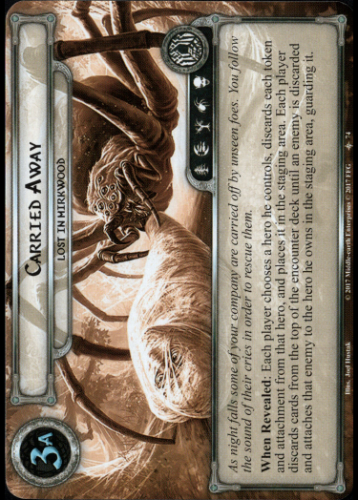 3A
Carried Away
Lost in Mirkwood
As night falls some of your company are carried off by unseen foes. You follow
the sound of their cries in order to rescue them.
When Revealed: Each player chooses a hero he controls, discards each token
and attachment from that hero, and places it in the staging area. Each player
discards cards from the top of the encounter deck until an enemy is discarded
and attaches that enemy to the hero he owns in the staging area, guarding it.
Illus. Joel Hustak © 2017 Middle-earth Enterprises © 2017 FFG 74